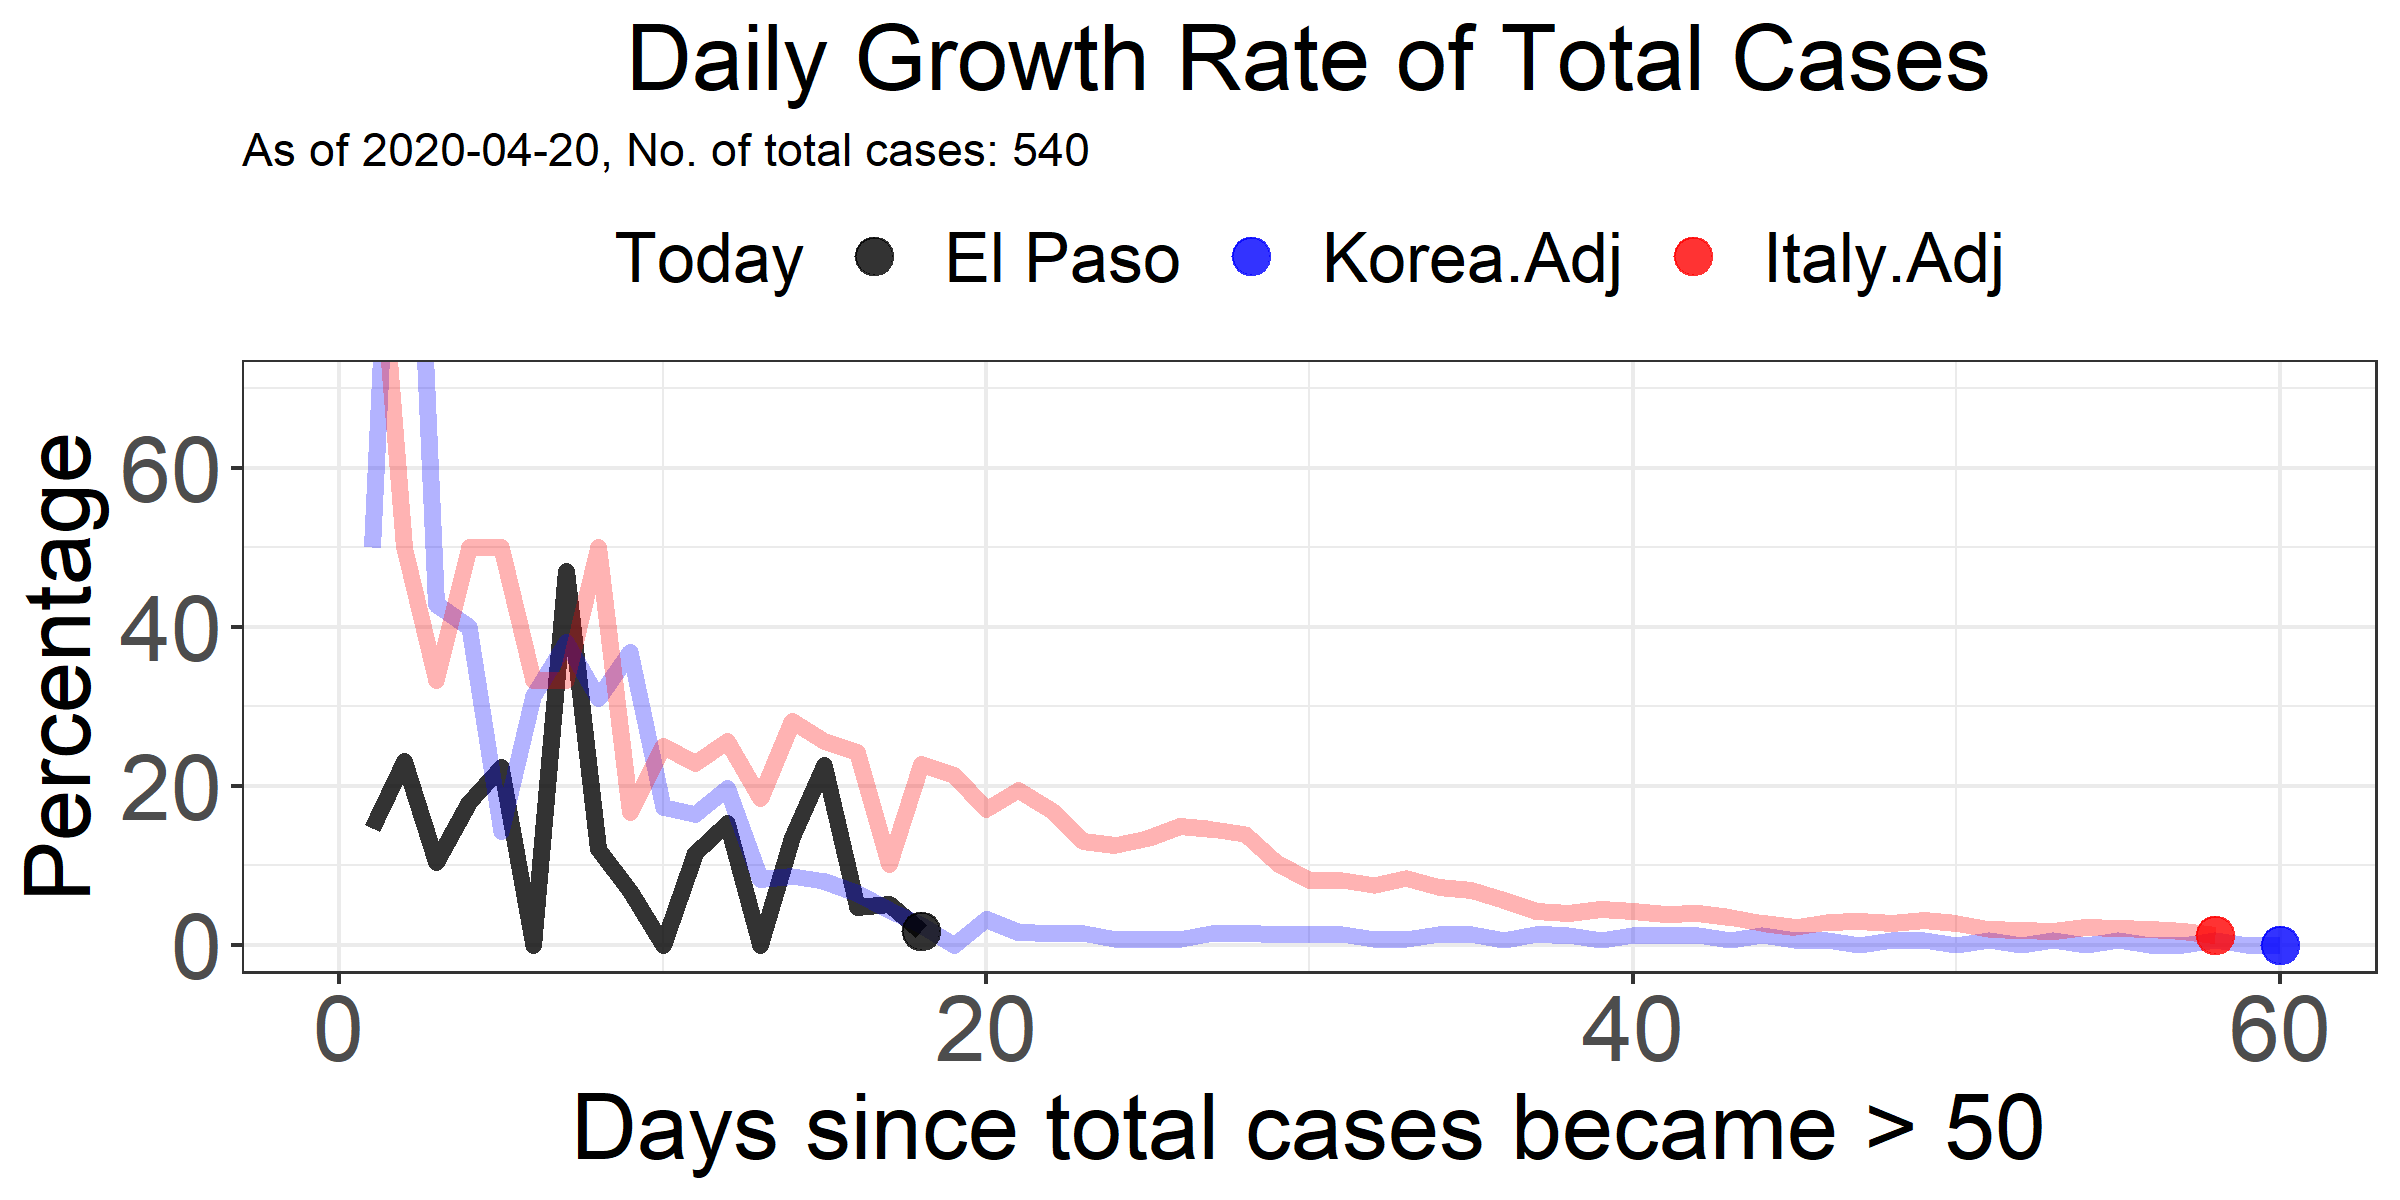 Daily Growth Rate of Total Cases
As of 2020-04-20, No. of total cases: 540
Today El Paso Korea.Adj Italy.Adj
Percentage
60
40
20
0
0 20 40 60
Days since total cases became > 50